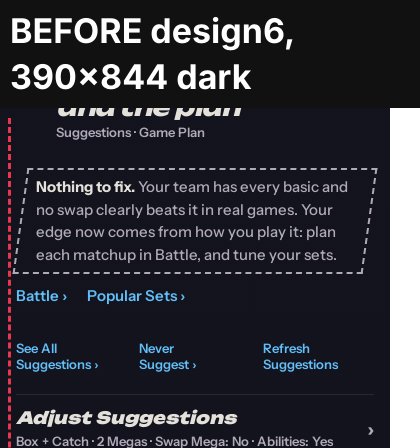 BEFORE design6,
390×844 dark
and the plan
Suggestions · Game Plan
Nothing to fix. Your team has every basic and
no swap clearly beats it in real games. Your
edge now comes from how you play it: plan
each matchup in Battle, and tune your sets.
Battle › Popular Sets ›
See All Never Refresh
Suggestions › Suggest › Suggestions
Adjust Suggestions ›
Box + Catch · 2 Megas · Swap Mega: No · Abilities: Yes